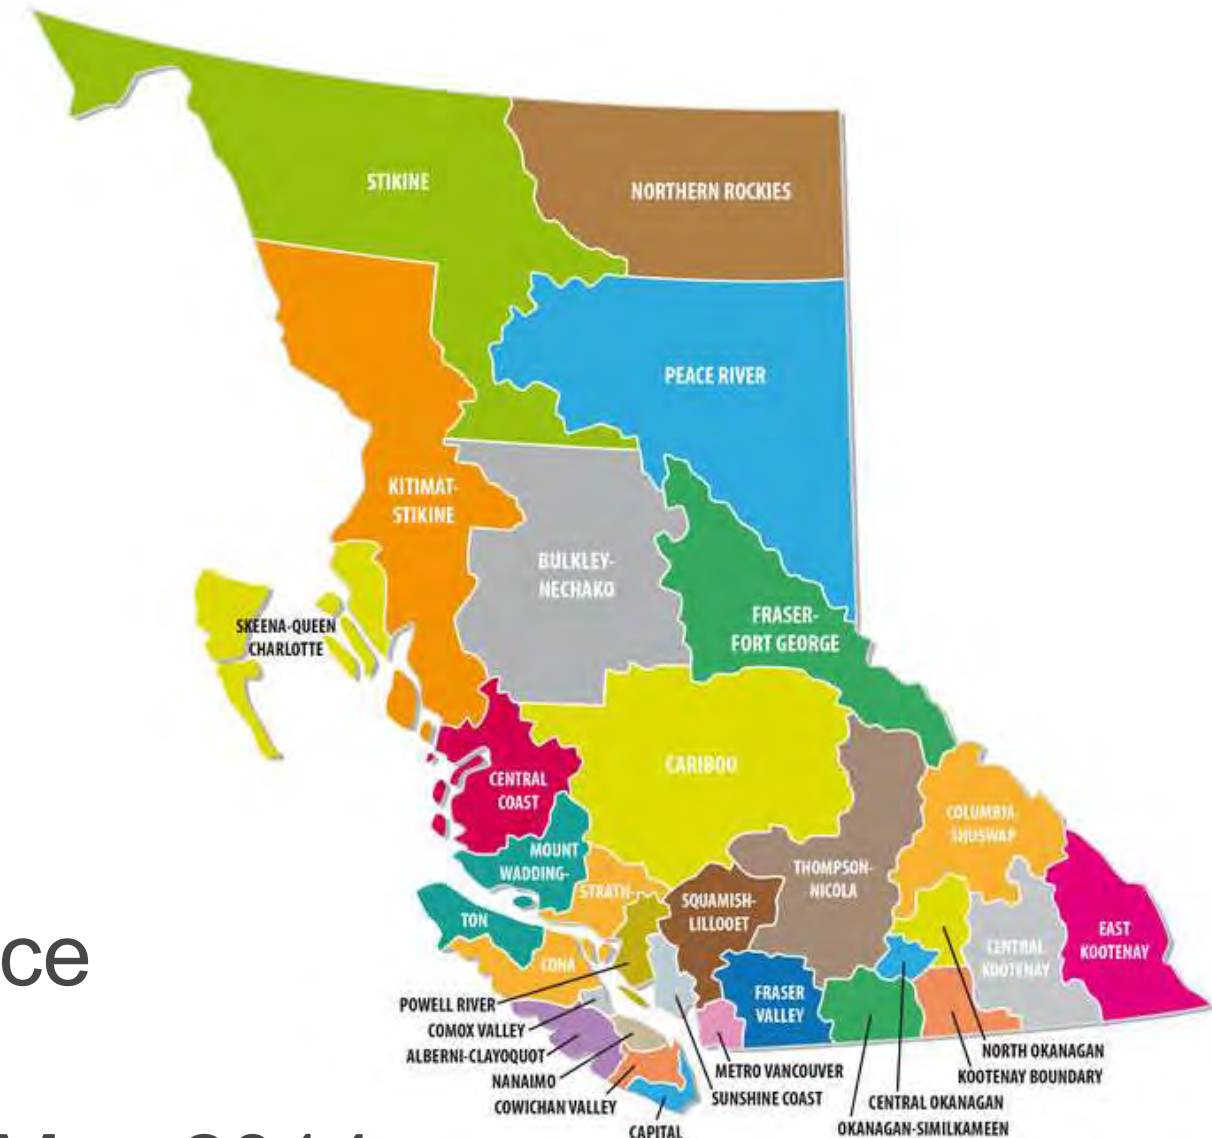 STIKINE
NORTHERN ROCKIES
PEACE RIVER
KITIMAT-
STIKINE
BULKLEY-
NECHAKO
FRASER-
FORT GEORGE
SKEENA-QUEEN
CHARLOTTE
CARIBOO
CENTRAL
COAST
COLUMBIA-
SHUSWAP
MOUNT
WADDING-
THOMPSON-
NICOLA
STRATH-
SQUAMISH-
LILLOOET
TON
EAST
KOOTENAY
CENTRAL
KOOTENAY
ce
CONA
FRASER
VALLEY
POWELL RIVER
COMOX VALLEY
ALBERNI-CLAYOQUOT
NANAIMO
COWICHAN VALLEY
CAPITAL
METRO VANCOUVER
SUNSHINE COAST
NORTH OKANAGAN
KOOTENAY BOUNDARY
CENTRAL OKANAGAN
OKANAGAN-SIMILKAMEEN